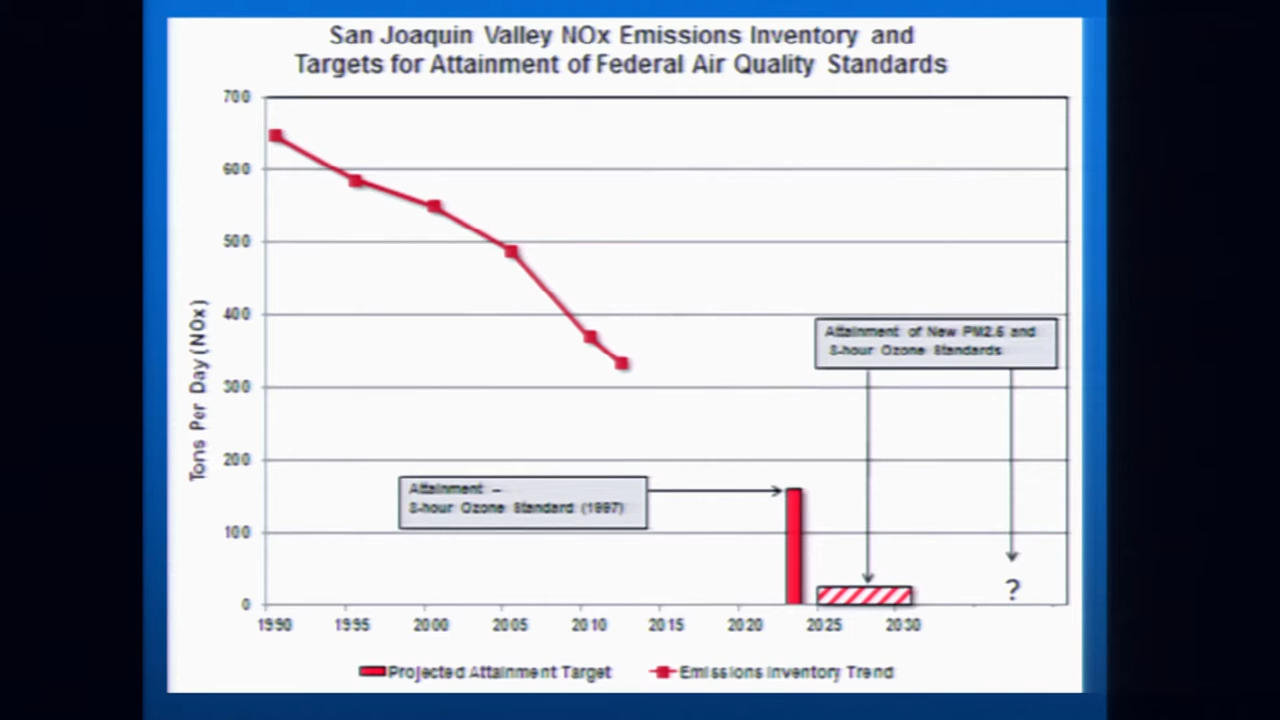 San Joaquin Valley NOx Emissions Inventory and
Targets for Attainment of Federal Air Quality Standards
700
600
500
400
300
200
100
0
Tons Per Day (NOx)
Attainment of New PM2.5 and
8-hour Ozone Standards
Attainment –
8-hour Ozone Standard (1997)
?
1990 1995 2000 2005 2010 2015 2020 2025 2030
Projected Attainment Target Emissions Inventory Trend